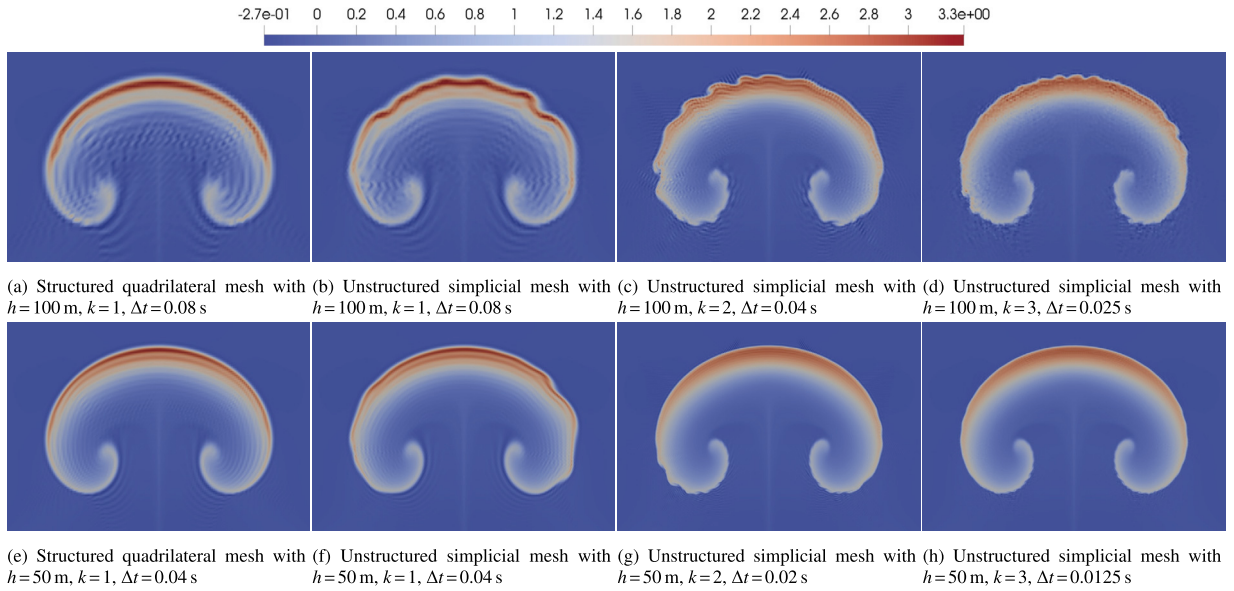 -2.7e-01 0 0.2 0.4 0.6 0.8 1 1.2 1.4 1.6 1.8 2 2.2 2.4 2.6 2.8 3 3.3e+00
(a) Structured quadrilateral mesh with
h=100 m, k=1, Δt=0.08 s
(b) Unstructured simplicial mesh with
h=100 m, k=1, Δt=0.08 s
(c) Unstructured simplicial mesh with
h=100 m, k=2, Δt=0.04 s
(d) Unstructured simplicial mesh with
h=100 m, k=3, Δt=0.025 s
(e) Structured quadrilateral mesh with
h=50 m, k=1, Δt=0.04 s
(f) Unstructured simplicial mesh with
h=50 m, k=1, Δt=0.04 s
(g) Unstructured simplicial mesh with
h=50 m, k=2, Δt=0.02 s
(h) Unstructured simplicial mesh with
h=50 m, k=3, Δt=0.0125 s